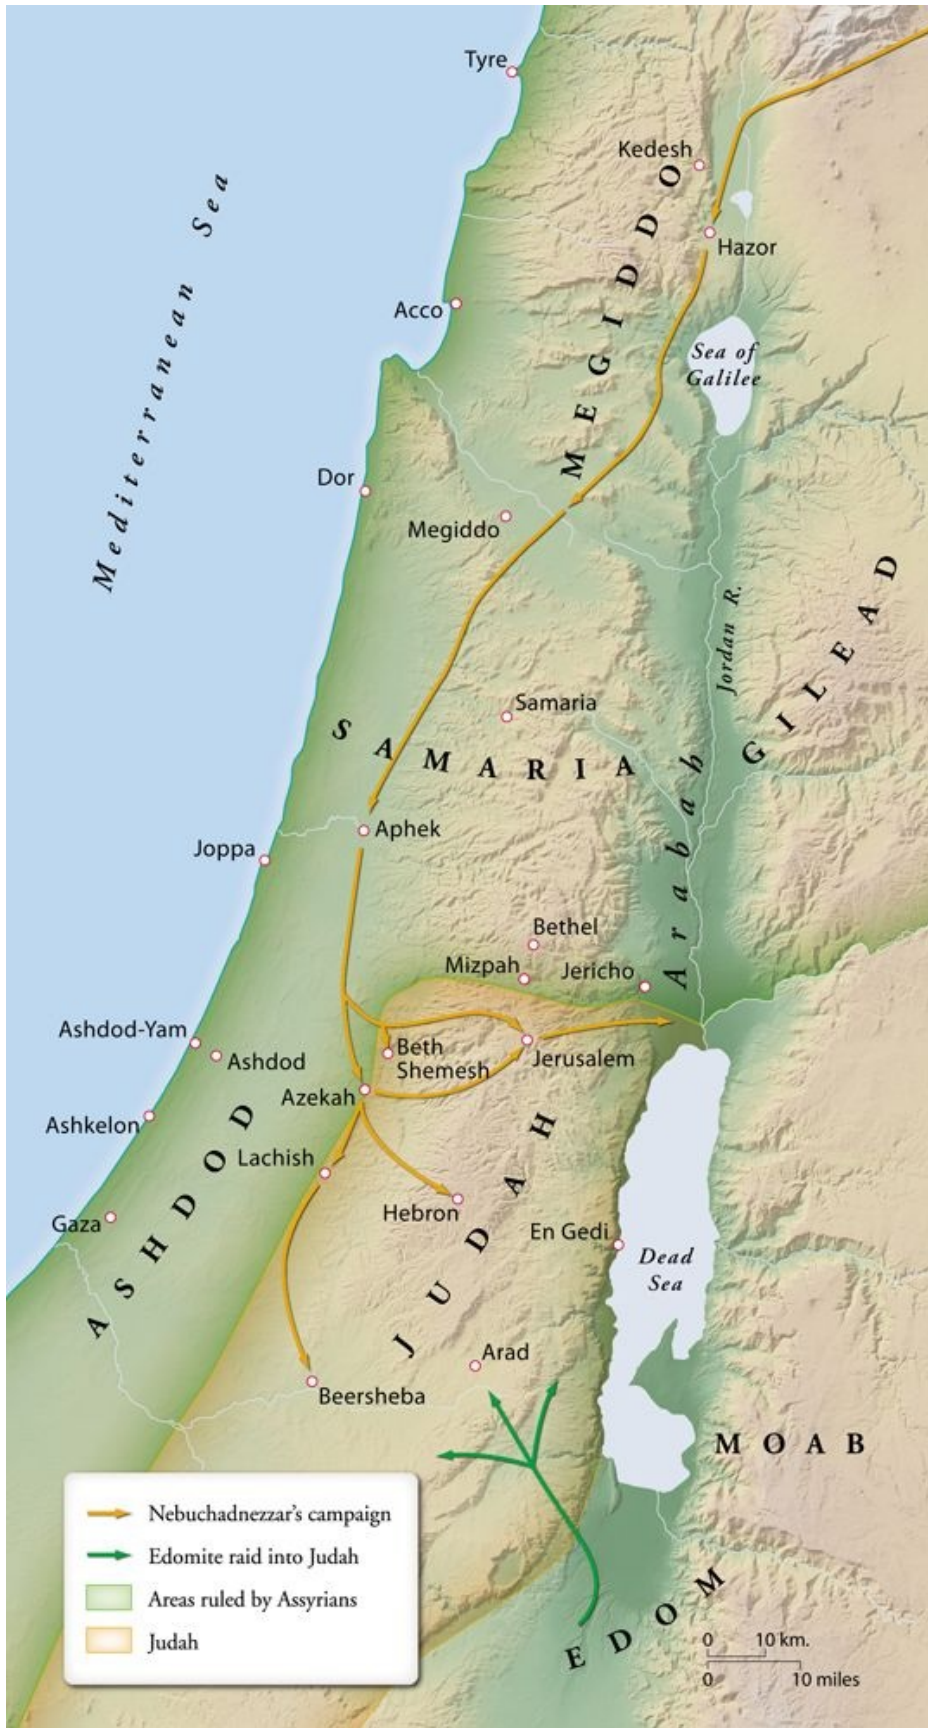 Tyre
Kedesh
Hazor
MEGIDDO
Mediterranean Sea
Acco
Sea of
Galilee
Dor
Megiddo
GILEAD
Jordan R.
Samaria
SAMARIA
Arabah
Aphek
Joppa
Bethel
Mizpah
Jericho
Ashdod-Yam
Ashdod
Beth
Shemesh
Jerusalem
Azekah
Ashkelon
ASHDOD
Lachish
JUDAH
Hebron
Gaza
En Gedi
Dead
Sea
Arad
Beersheba
MOAB
Nebuchadnezzar's campaign
Edomite raid into Judah
Areas ruled by Assyrians
Judah
EDOM
0 10 km.
0 10 miles